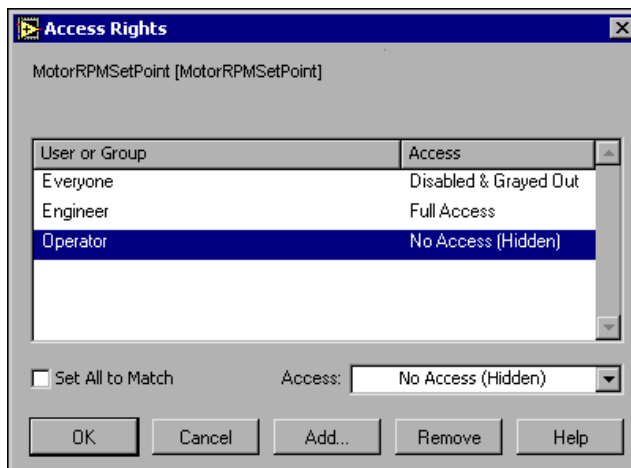 Access Rights
MotorRPMSetPoint [MotorRPMSetPoint]
User or Group Access
Everyone Disabled & Grayed Out
Engineer Full Access
Operator No Access (Hidden)
Set All to Match Access: No Access (Hidden)
OK Cancel Add... Remove Help